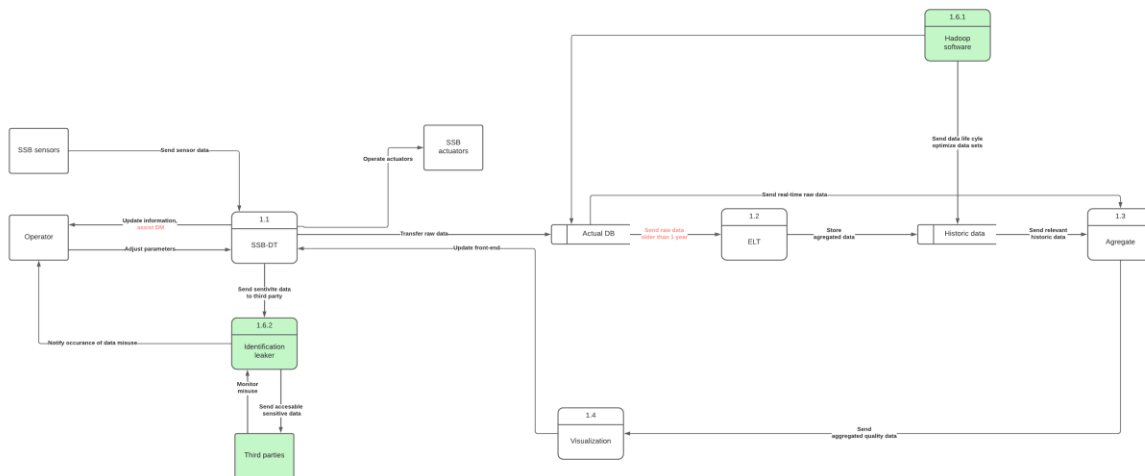 1.6.1
Hadoop
software
SSB sensors
Send sensor data
SSB
actuators
Operate actuators
Send data life cyle
optimize data sets
Send real-time raw data
Operator
Update information,
assist DM
Adjust parameters
1.1
SSB-DT
Transfer raw data
Update front-end
Actual DB
Send raw data
older than 1-year
1.2
ELT
Store
agregated data
Historic data
Send relevant
historic data
1.3
Agregate
Send sentivite data
to third party
1.6.2
Identification
leaker
Notify occurance of data misuse
Monitor
misuse
Send accesable
sensitive data
Third parties
1.4
Visualization
Send
aggregated quality data